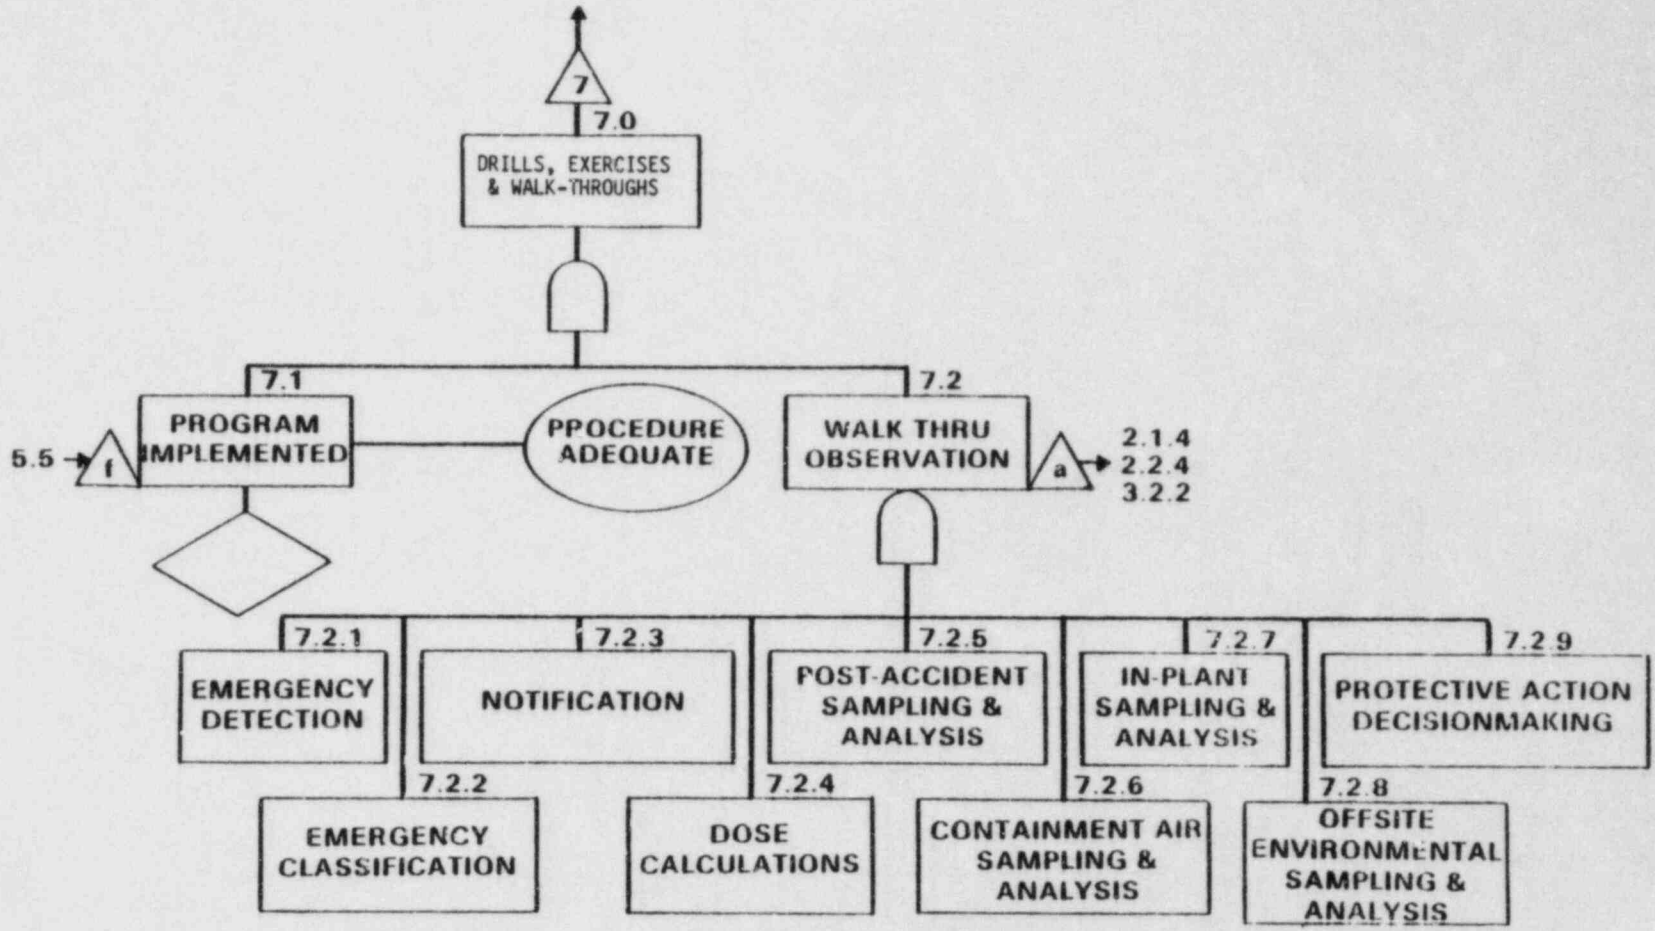 7
7.0
DRILLS, EXERCISES
& WALK-THROUGHS
7.1
PROGRAM
IMPLEMENTED
5.5
f
PPOCEDURE
ADEQUATE
7.2
WALK THRU
OBSERVATION
a
2.1.4
2.2.4
3.2.2
7.2.1
EMERGENCY
DETECTION
7.2.2
EMERGENCY
CLASSIFICATION
7.2.3
NOTIFICATION
7.2.4
DOSE
CALCULATIONS
7.2.5
POST-ACCIDENT
SAMPLING &
ANALYSIS
7.2.6
CONTAINMENT AIR
SAMPLING &
ANALYSIS
7.2.7
IN-PLANT
SAMPLING &
ANALYSIS
7.2.8
OFFSITE
ENVIRONMENTAL
SAMPLING &
ANALYSIS
7.2.9
PROTECTIVE ACTION
DECISIONMAKING